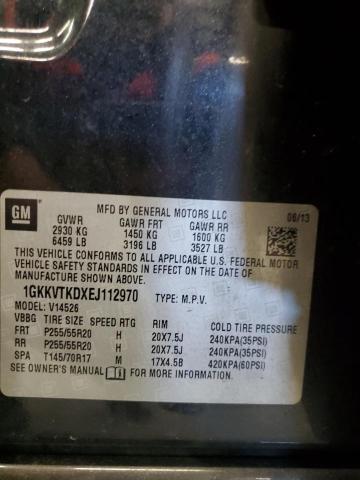 GM
MFD BY GENERAL MOTORS LLC
06/13
GVWR GAWR FRT GAWR RR
2930 KG 1450 KG 1600 KG
6459 LB 3196 LB 3527 LB
THIS VEHICLE CONFORMS TO ALL APPLICABLE U.S. FEDERAL MOTOR
VEHICLE SAFETY STANDARDS IN EFFECT ON THE DATE OF
MANUFACTURE SHOWN ABOVE.
1GKKVTKDXEJ112970 TYPE: M.P.V.
MODEL: V14526
VBBG TIRE SIZE SPEED RTG RIM COLD TIRE PRESSURE
FRT P255/55R20 H 20X7.5J 240KPA(35PSI)
RR P255/55R20 H 20X7.5J 240KPA(35PSI)
SPA T145/70R17 M 17X4.5B 420KPA(60PSI)
SEE OWNER'S MANUAL FOR ADDITIONAL INFORMATION.